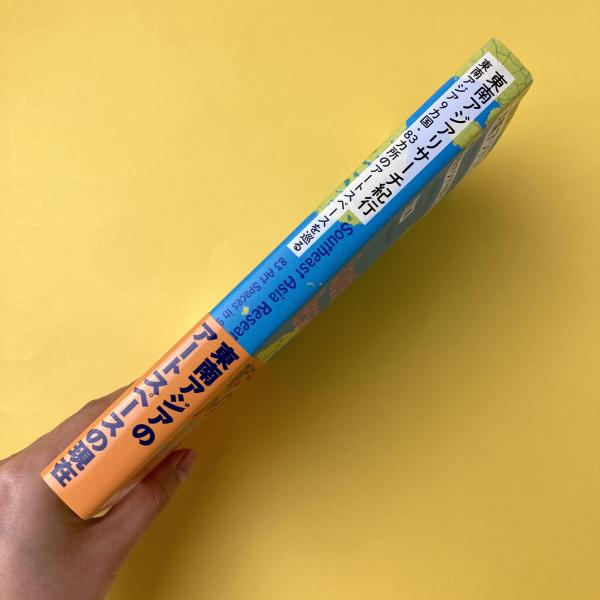 東南アジアリサーチ紀行
東南アジア9カ国・83カ所のアートスペースを巡る
Southeast Asia Resear
83 Art Spaces in 9
東南アジアの
アートスペースの現在